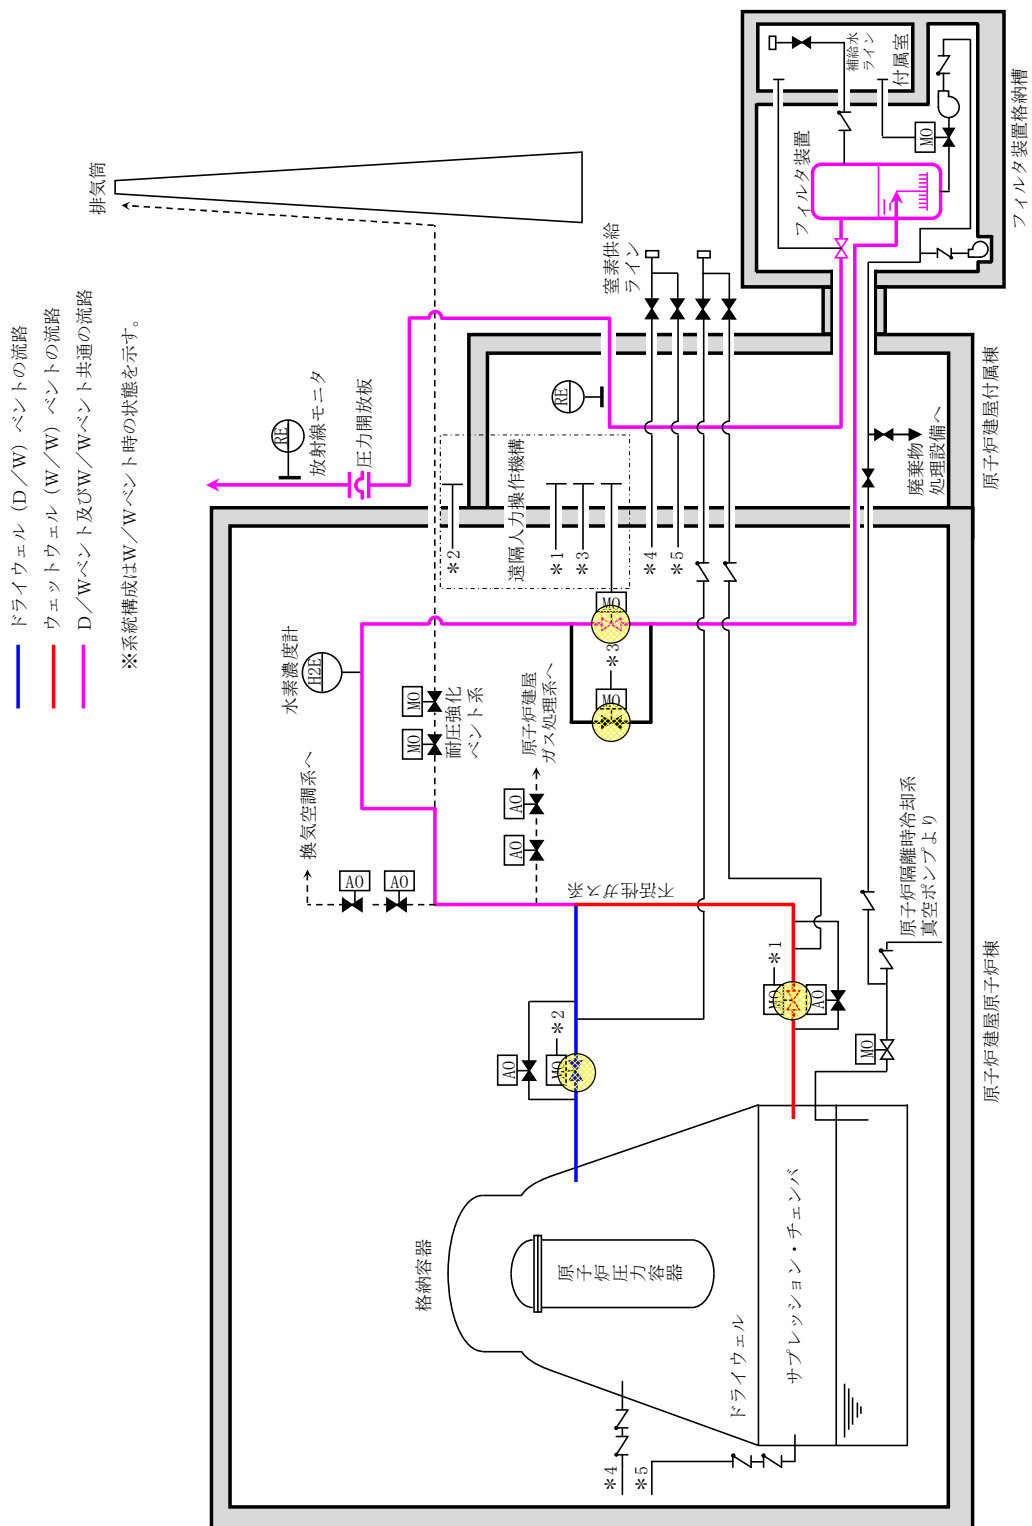 ドライウェル（D／W）ベントの流路
ウェットウェル（W／W）ベントの流路
D／Wベント及びW／Wベント共通の流路
※系統構成はW／Wベント時の状態を示す。
排気筒
RE
放射線モニタ
圧力開放板
水素濃度計
H2E
換気空調系へ
AO
AO
MO
MO
耐圧強化
ベント系
原子炉建屋
ガス処理系へ
AO
AO
不活性ガス系
遠隔人力操作機構
＊2
＊1
＊3
＊4
＊5
RE
窒素供給
ライン
MO
＊3
MO
フィルタ装置
補給水
ライン
付属室
MO
フィルタ装置格納槽
原子炉建屋付属棟
廃棄物
処理設備へ
原子炉隔離時冷却系
真空ポンプより
原子炉建屋原子炉棟
＊1
MO
AO
MO
＊2
MO
AO
格納容器
原子炉圧力容器
ドライウェル
サプレッション・チェンバ
＊4
＊5